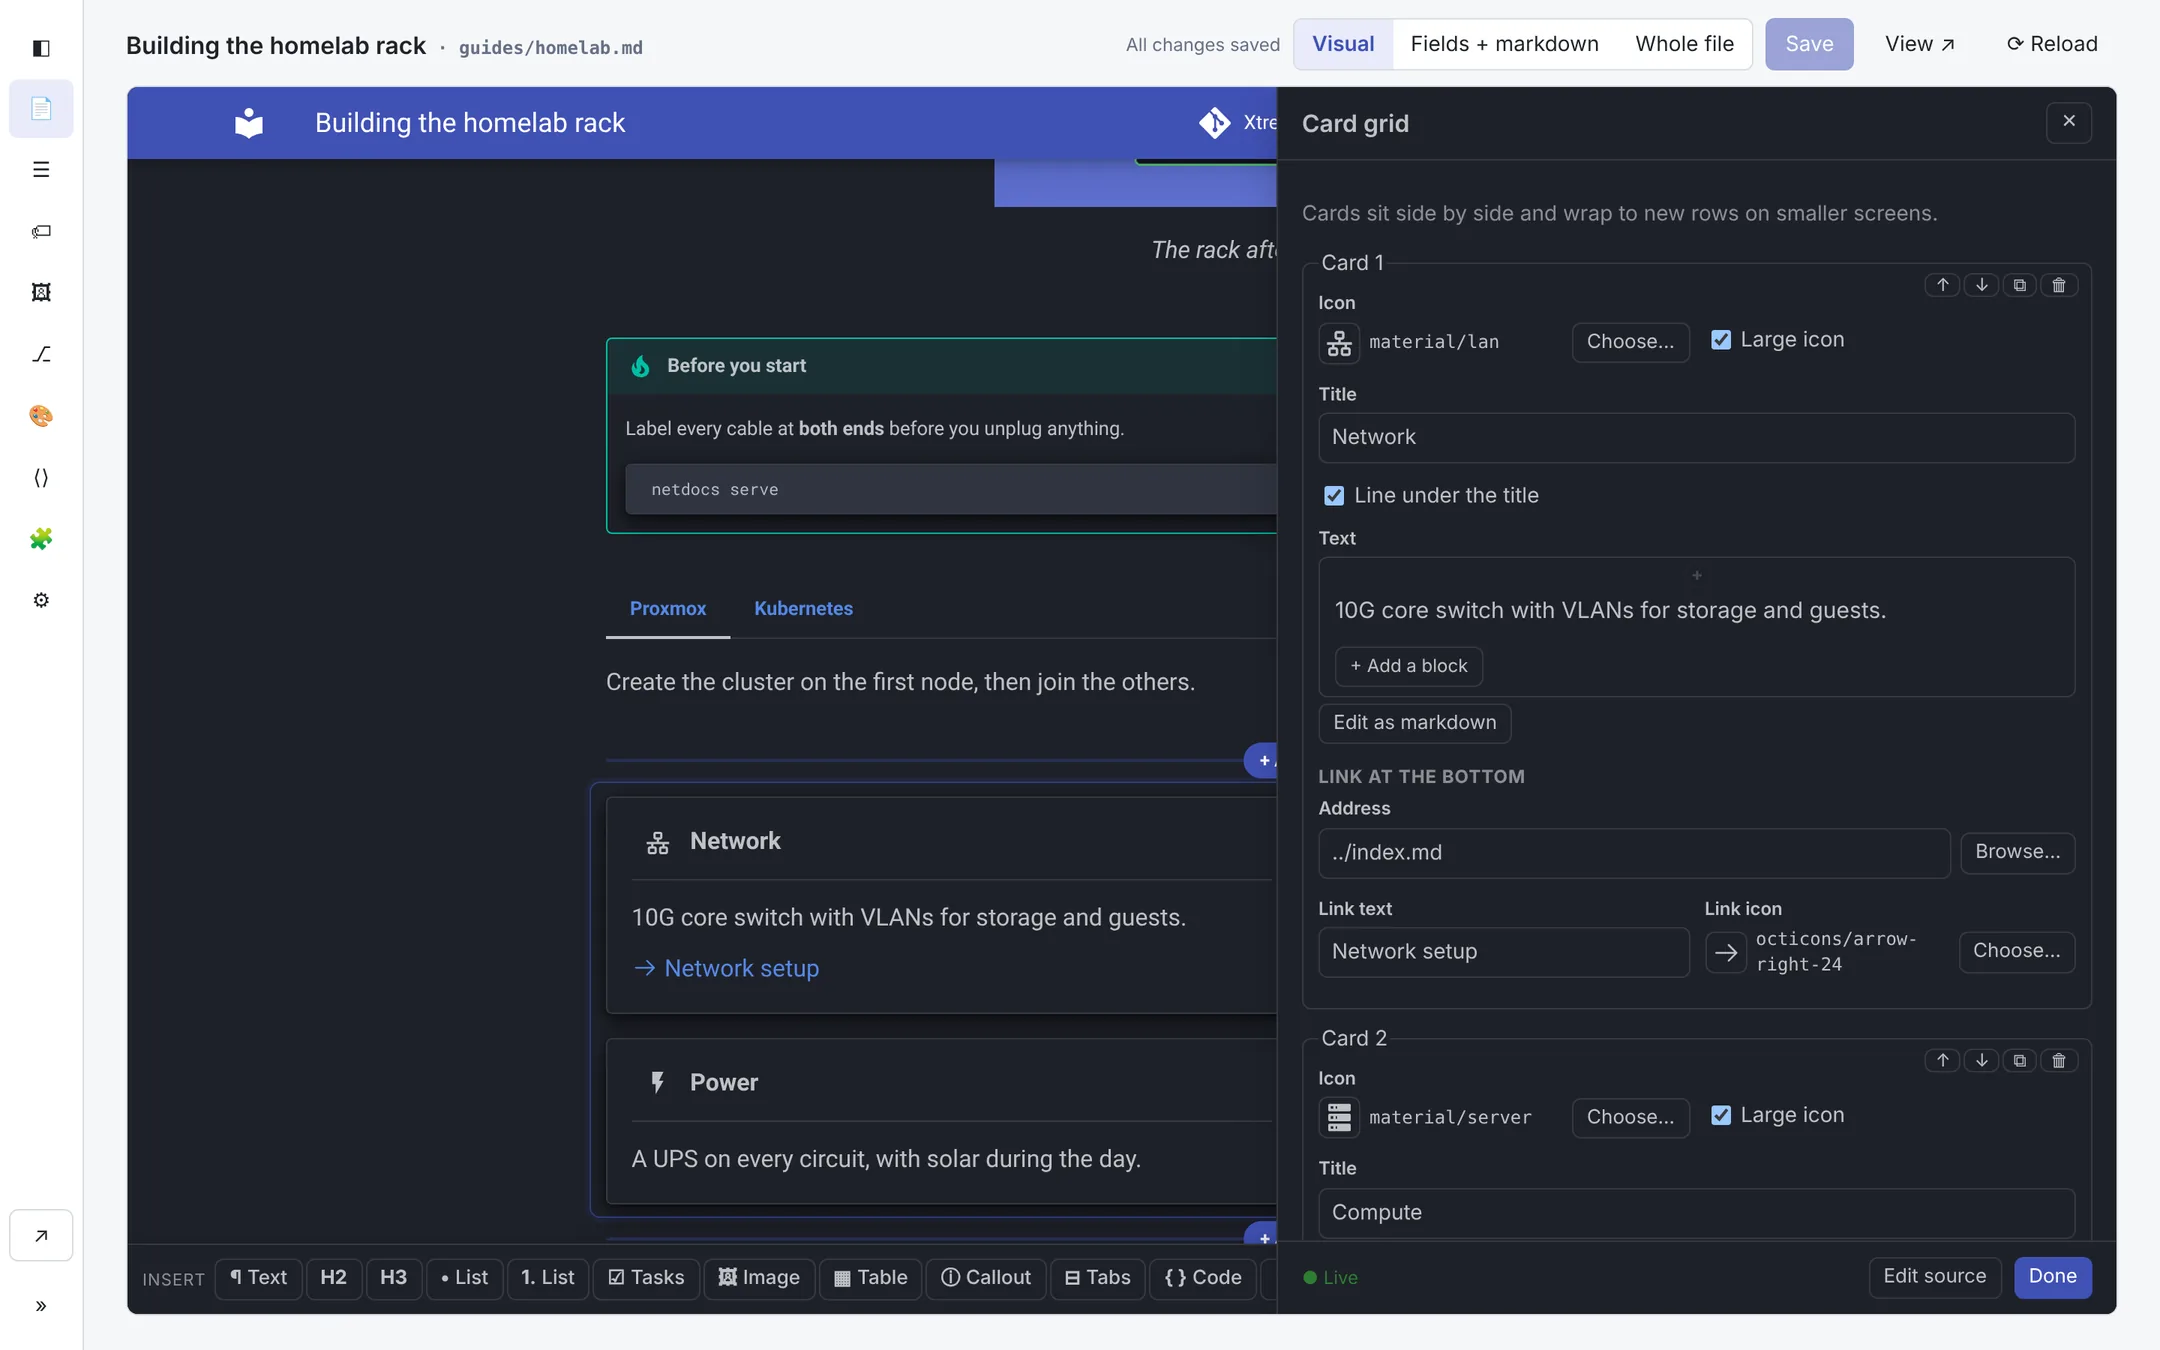 Building the homelab rack · guides/homelab.md
All changes saved
Visual
Fields + markdown
Whole file
Save
View ↗
⟳ Reload
Building the homelab rack
Xtre
The rack afte
Before you start
Label every cable at both ends before you unplug anything.
netdocs serve
Proxmox
Kubernetes
Create the cluster on the first node, then join the others.
+
Network
10G core switch with VLANs for storage and guests.
→ Network setup
Power
A UPS on every circuit, with solar during the day.
+
INSERT
¶ Text
H2
H3
• List
1. List
☑ Tasks
Image
Table
ⓘ Callout
Tabs
{ } Code
Card grid
×
Cards sit side by side and wrap to new rows on smaller screens.
Card 1
Icon
material/lan
Choose...
Large icon
Title
Network
Line under the title
Text
+
10G core switch with VLANs for storage and guests.
+ Add a block
Edit as markdown
LINK AT THE BOTTOM
Address
../index.md
Browse...
Link text
Link icon
Network setup
octicons/arrow-
right-24
Choose...
Card 2
Icon
material/server
Choose...
Large icon
Title
Compute
Live
Edit source
Done